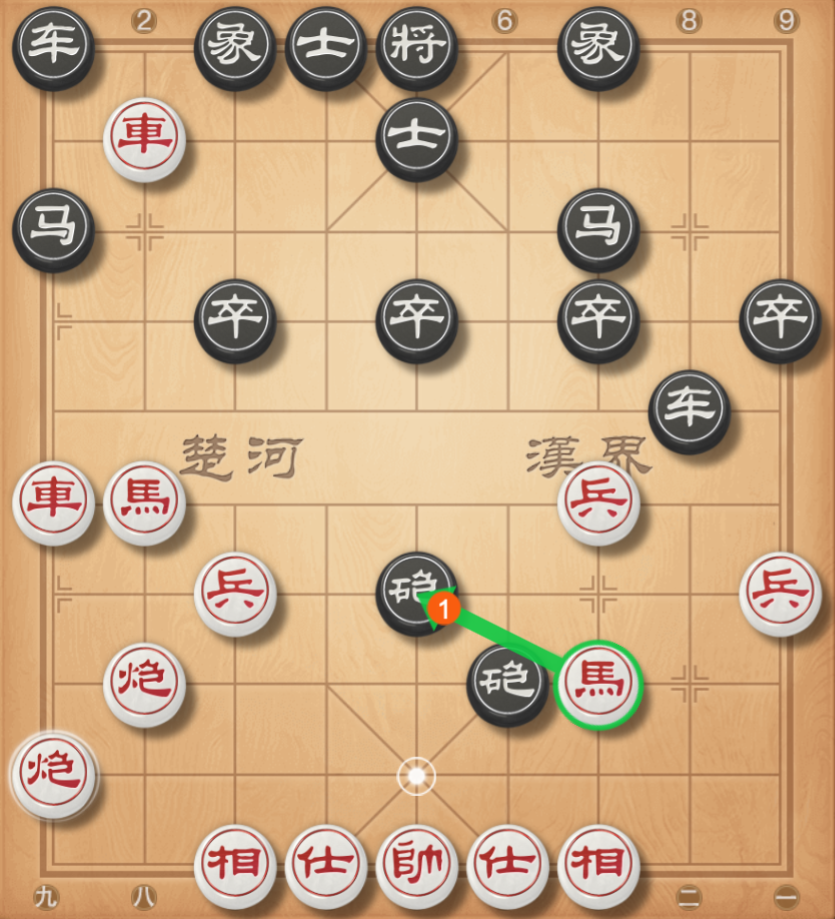 2 6 8 9
车 象 士 将 象
車 士
马 马
卒 卒 卒 卒
车
楚河 漢界
車 馬 兵
兵 砲 1 兵
炮 砲 馬
炮
相 仕 帥 仕 相
九 八 二 一